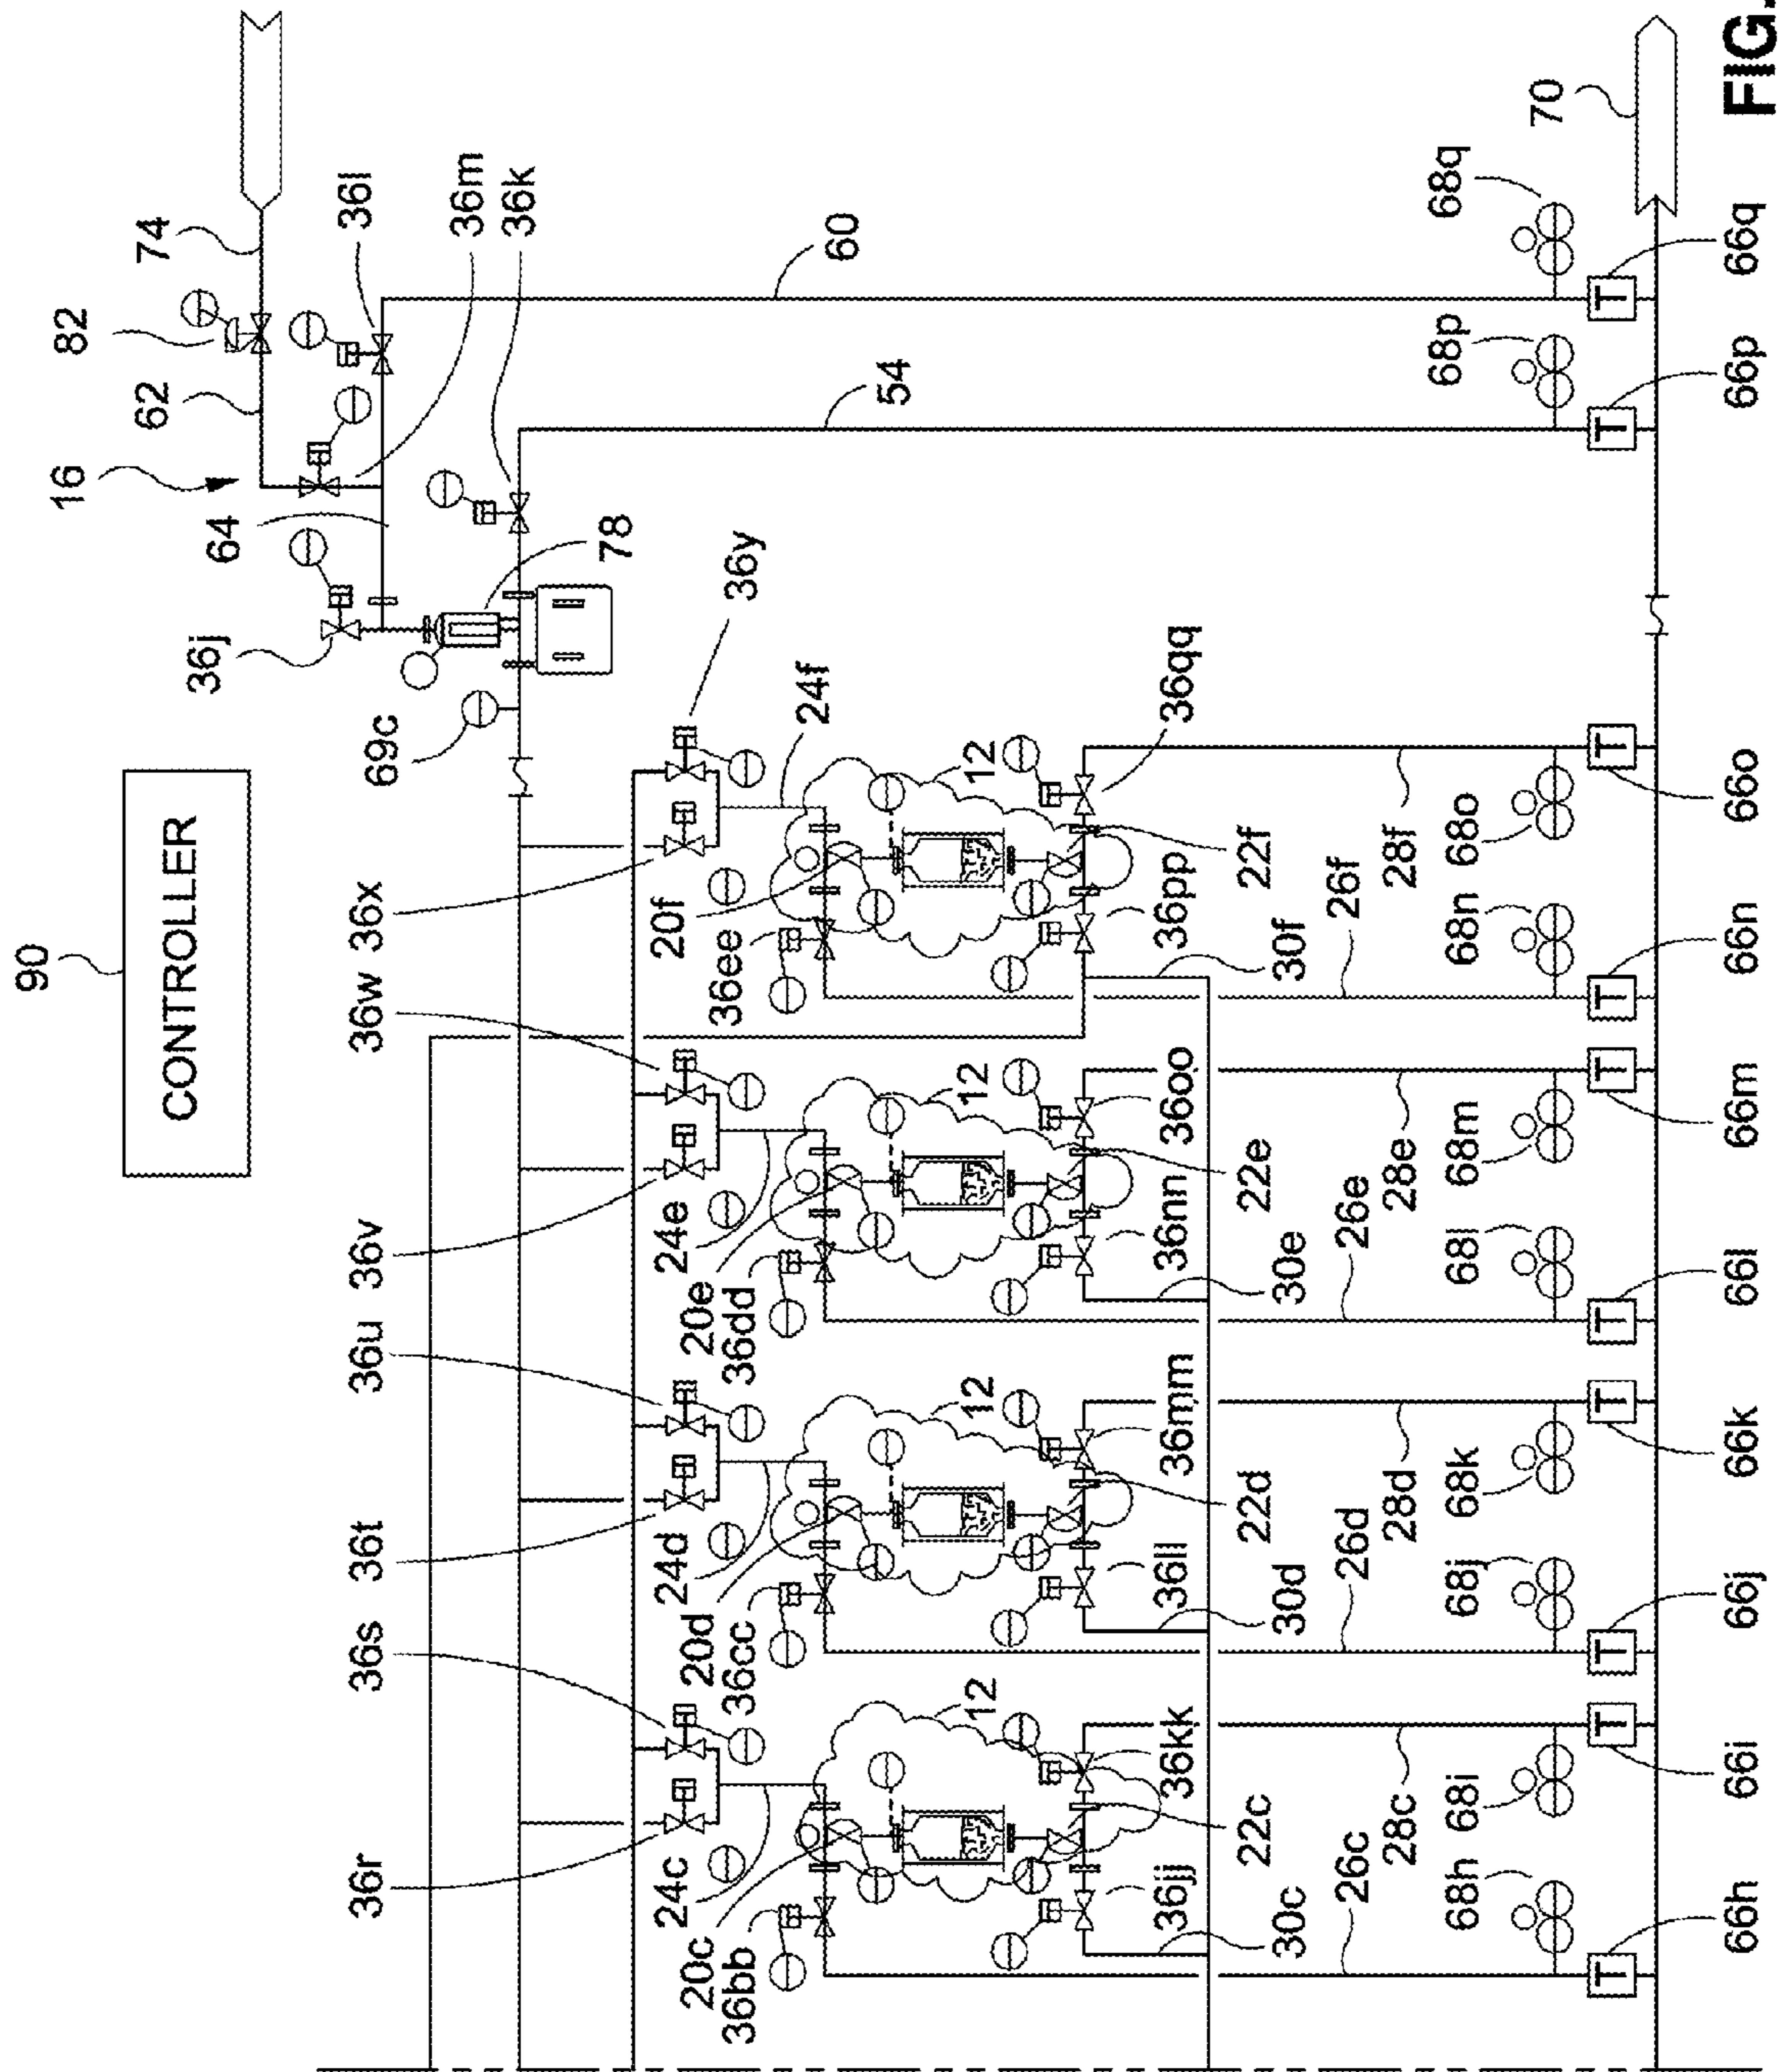 90
16
82
62
74
CONTROLLER
36j
64
36l
36r
36s
36t
36u
36v
36w
36x
69c
36m
36k
78
24c
24d
24e
20f
20c
20d
20e
36bb
36cc
36dd
36ee
36y
24f
60
54
12
12
12
12
36jj
36kk
36ll
36mm
36nn
36oo
36pp
36qq
22c
22d
22e
22f
30c
30d
30e
30f
26c
26d
26e
26f
28c
28d
28e
28f
68h
68i
68j
68k
68l
68m
68n
68o
68p
68q
70
T
T
T
T
T
T
T
T
T
T
66h
66i
66j
66k
66l
66m
66n
66o
66p
66q
FIG.